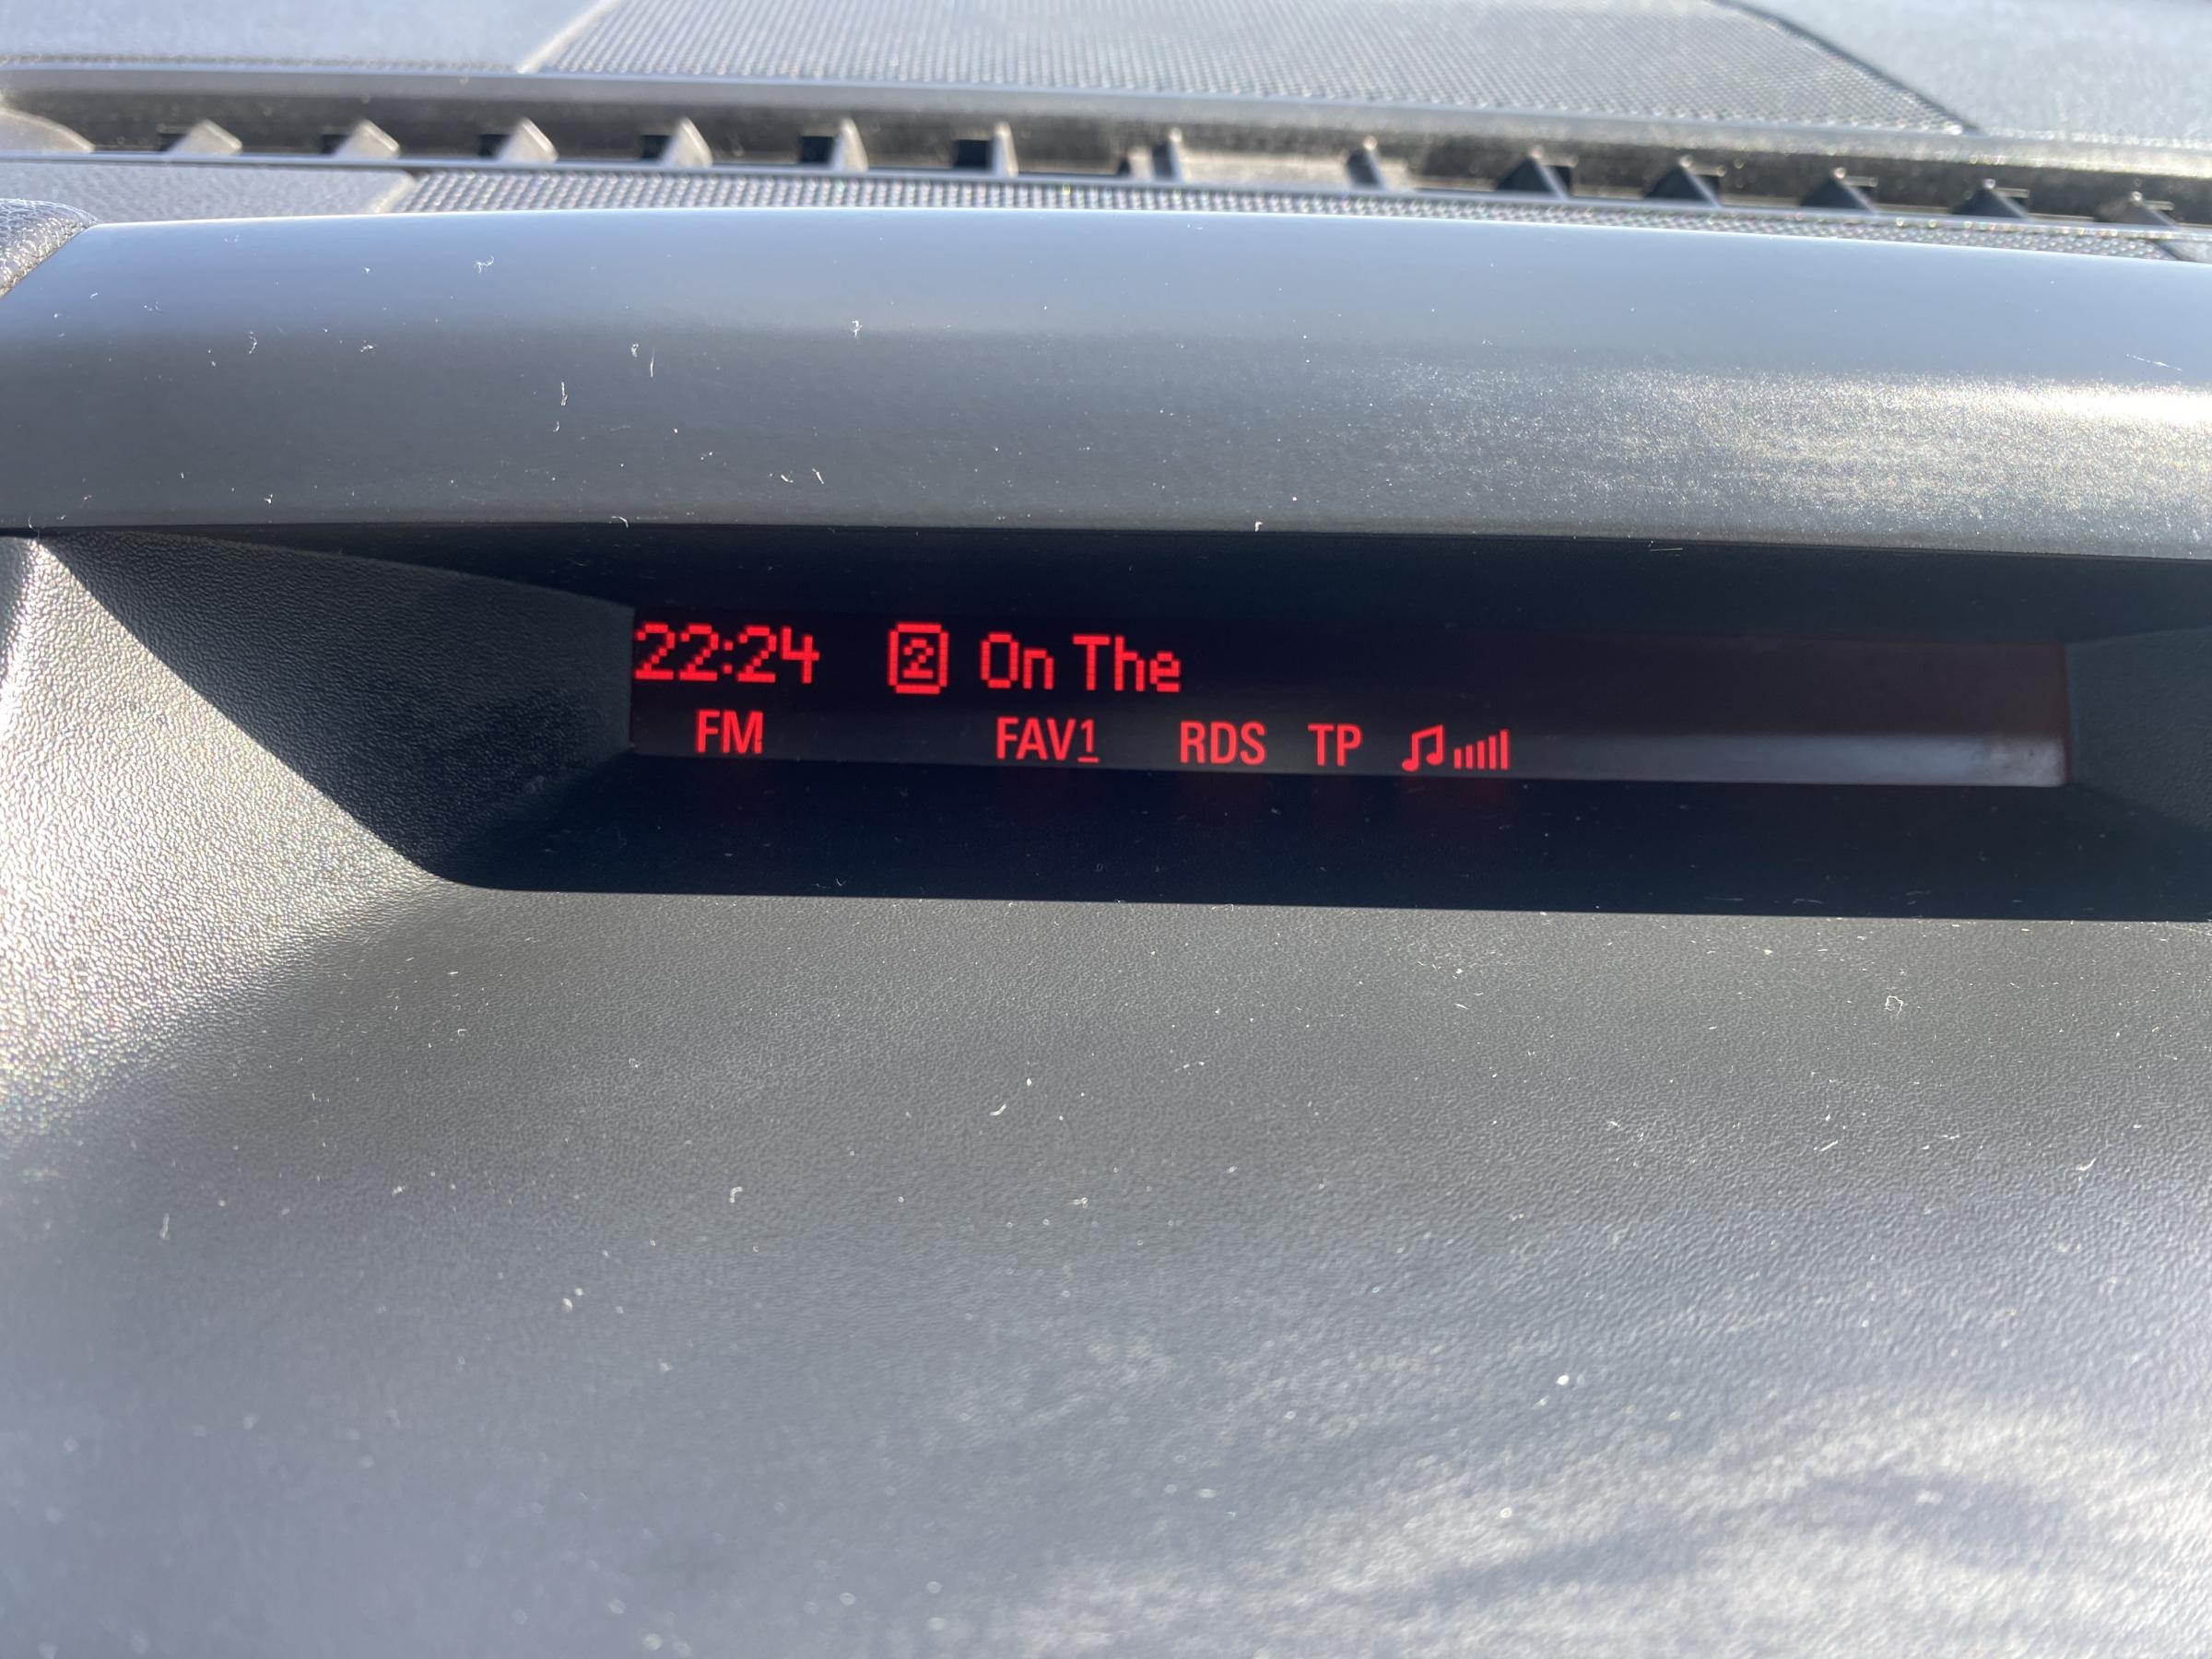 22:24 2 On The
FM FAV1 RDS TP